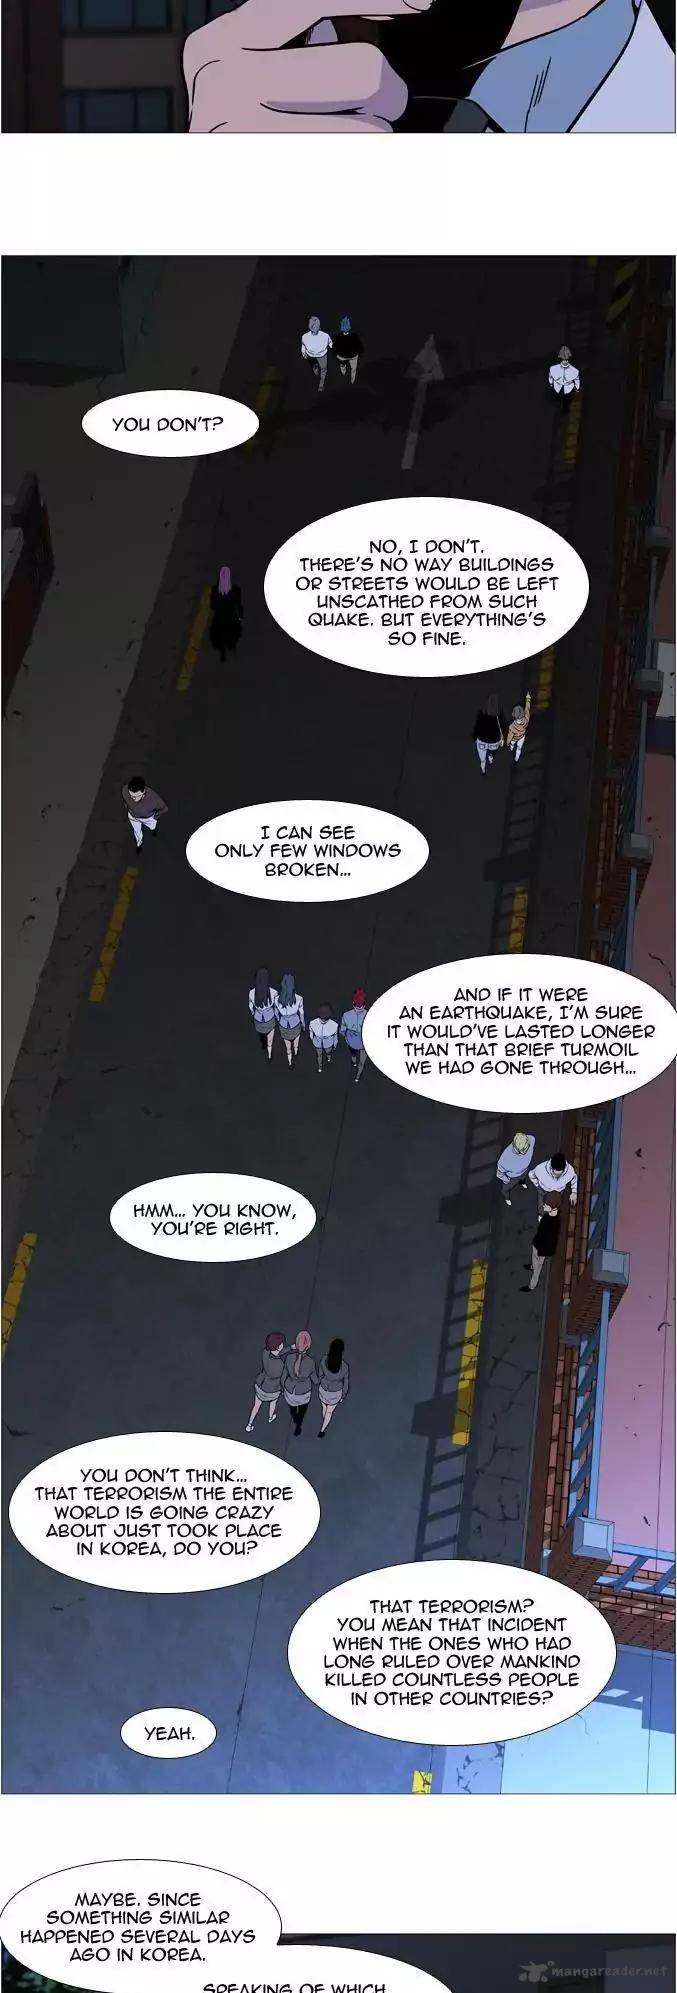 YOU DON'T?
NO, I DON'T.
THERE'S NO WAY BUILDINGS
OR STREETS WOULD BE LEFT
UNSCATHED FROM SUCH
QUAKE. BUT EVERYTHING'S
SO FINE.
I CAN SEE
ONLY FEW WINDOWS
BROKEN...
AND IF IT WERE
AN EARTHQUAKE, I'M SURE
IT WOULD'VE LASTED LONGER
THAN THAT BRIEF TURMOIL
WE HAD GONE THROUGH...
HMM... YOU KNOW,
YOU'RE RIGHT.
YOU DON'T THINK...
THAT TERRORISM THE ENTIRE
WORLD IS GOING CRAZY
ABOUT JUST TOOK PLACE
IN KOREA, DO YOU?
THAT TERRORISM?
YOU MEAN THAT INCIDENT
WHEN THE ONES WHO HAD
LONG RULED OVER MANKIND
KILLED COUNTLESS PEOPLE
IN OTHER COUNTRIES?
YEAH.
MAYBE. SINCE
SOMETHING SIMILAR
HAPPENED SEVERAL DAYS
AGO IN KOREA.
SPEAKING OF WHICH
mangareader.net